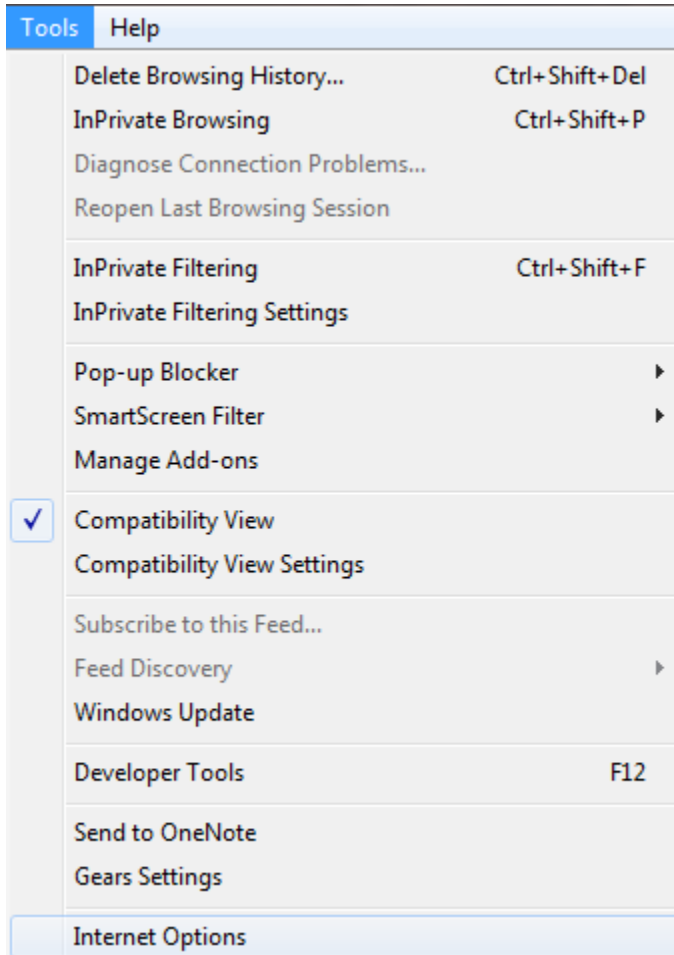 Tools Help
Delete Browsing History... Ctrl+Shift+Del
InPrivate Browsing Ctrl+Shift+P
Diagnose Connection Problems...
Reopen Last Browsing Session
InPrivate Filtering Ctrl+Shift+F
InPrivate Filtering Settings
Pop-up Blocker
SmartScreen Filter
Manage Add-ons
Compatibility View
Compatibility View Settings
Subscribe to this Feed...
Feed Discovery
Windows Update
Developer Tools F12
Send to OneNote
Gears Settings
Internet Options